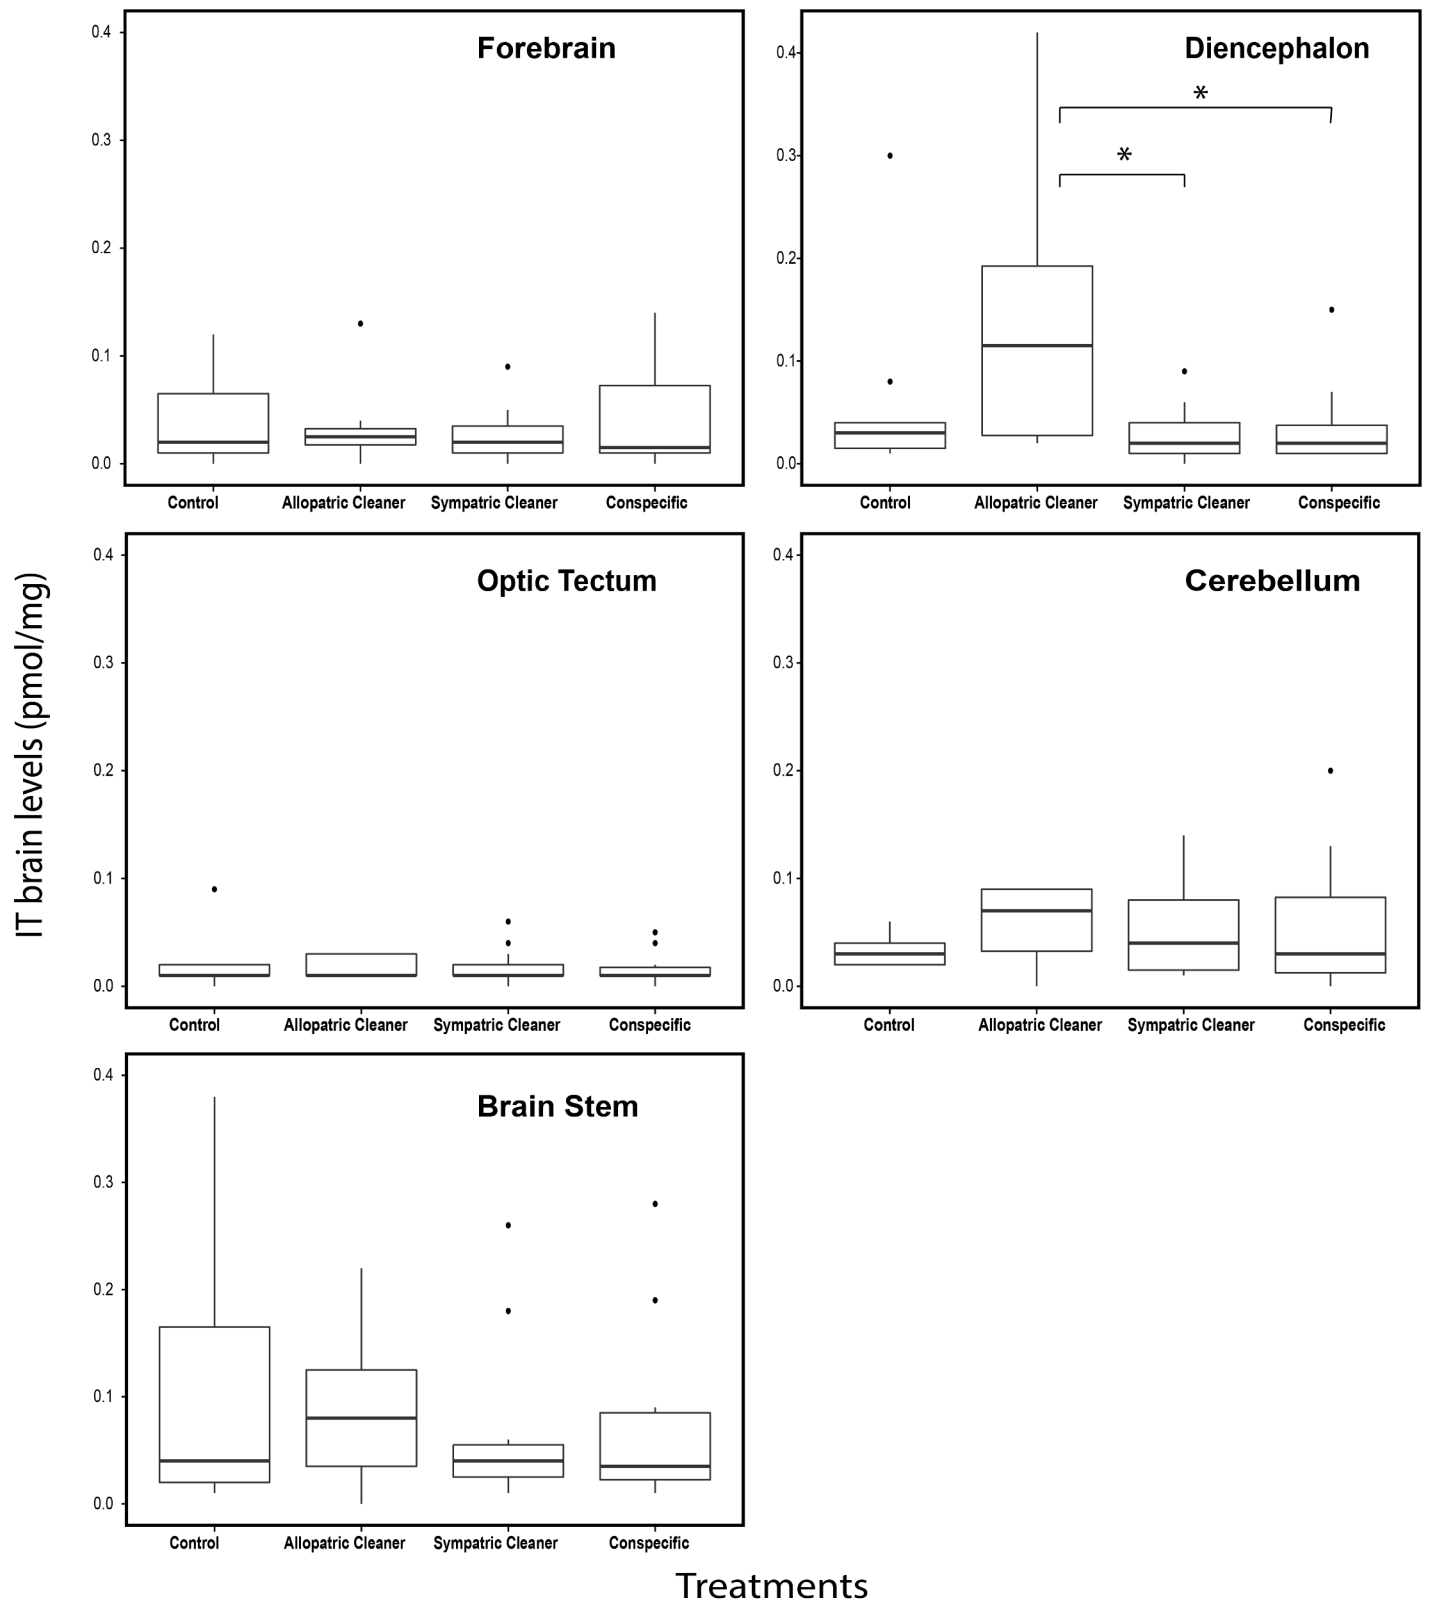 Forebrain
0.4
0.3
0.2
0.1
0.0
Control Allopatric Cleaner Sympatric Cleaner Conspecific
Diencephalon
*
*
0.4
0.3
0.2
0.1
0.0
Control Allopatric Cleaner Sympatric Cleaner Conspecific
IT brain levels (pmol/mg)
Optic Tectum
0.4
0.3
0.2
0.1
0.0
Control Allopatric Cleaner Sympatric Cleaner Conspecific
Cerebellum
0.4
0.3
0.2
0.1
0.0
Control Allopatric Cleaner Sympatric Cleaner Conspecific
Brain Stem
0.4
0.3
0.2
0.1
0.0
Control Allopatric Cleaner Sympatric Cleaner Conspecific
Treatments